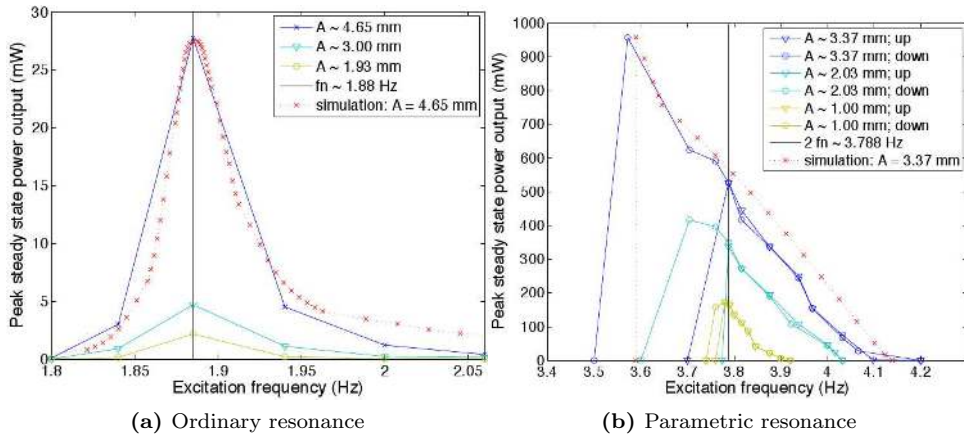 30
25
20
15
10
5
0
Peak steady state power output (mW)
1.8
1.85
1.9
1.95
2
2.05
Excitation frequency (Hz)
A ~ 4.65 mm
A ~ 3.00 mm
A ~ 1.93 mm
fn ~ 1.88 Hz
simulation: A = 4.65 mm
(a) Ordinary resonance
1000
900
800
700
600
500
400
300
200
100
0
Peak steady state power output (mW)
3.4
3.5
3.6
3.7
3.8
3.9
4
4.1
4.2
Excitation frequency (Hz)
A ~ 3.37 mm; up
A ~ 3.37 mm; down
A ~ 2.03 mm; up
A ~ 2.03 mm; down
A ~ 1.00 mm; up
A ~ 1.00 mm; down
2 fn ~ 3.788 Hz
simulation: A = 3.37 mm
(b) Parametric resonance